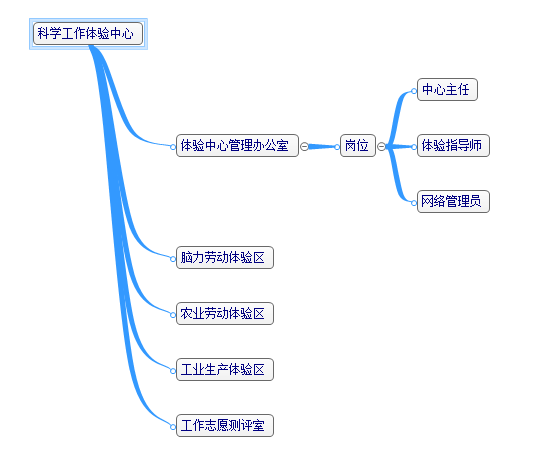 科学工作体验中心
中心主任
体验中心管理办公室
岗位
体验指导师
网络管理员
脑力劳动体验区
农业劳动体验区
工业生产体验区
工作志愿测评室